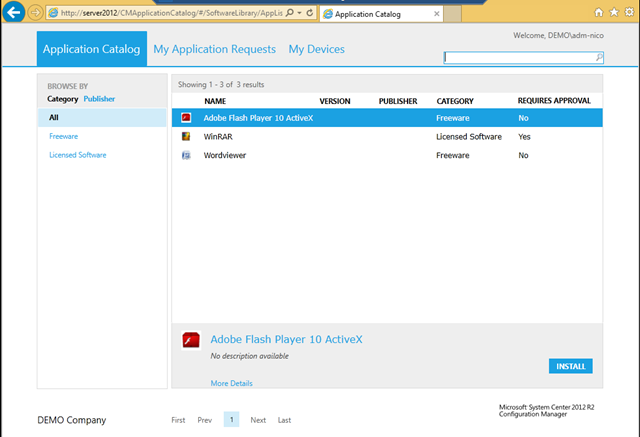 http://server2012/CMApplicationCatalog/#/SoftwareLibrary/AppLis
Application Catalog
Welcome, DEMO\adm-nico
Application Catalog My Application Requests My Devices
BROWSE BY
Category Publisher
All
Freeware
Licensed Software
Showing 1 - 3 of 3 results
NAME VERSION PUBLISHER CATEGORY REQUIRES APPROVAL
Adobe Flash Player 10 ActiveX Freeware No
WinRAR Licensed Software Yes
Wordviewer Freeware No
Adobe Flash Player 10 ActiveX
No description available
INSTALL
More Details
DEMO Company
First Prev 1 Next Last
Microsoft System Center 2012 R2
Configuration Manager